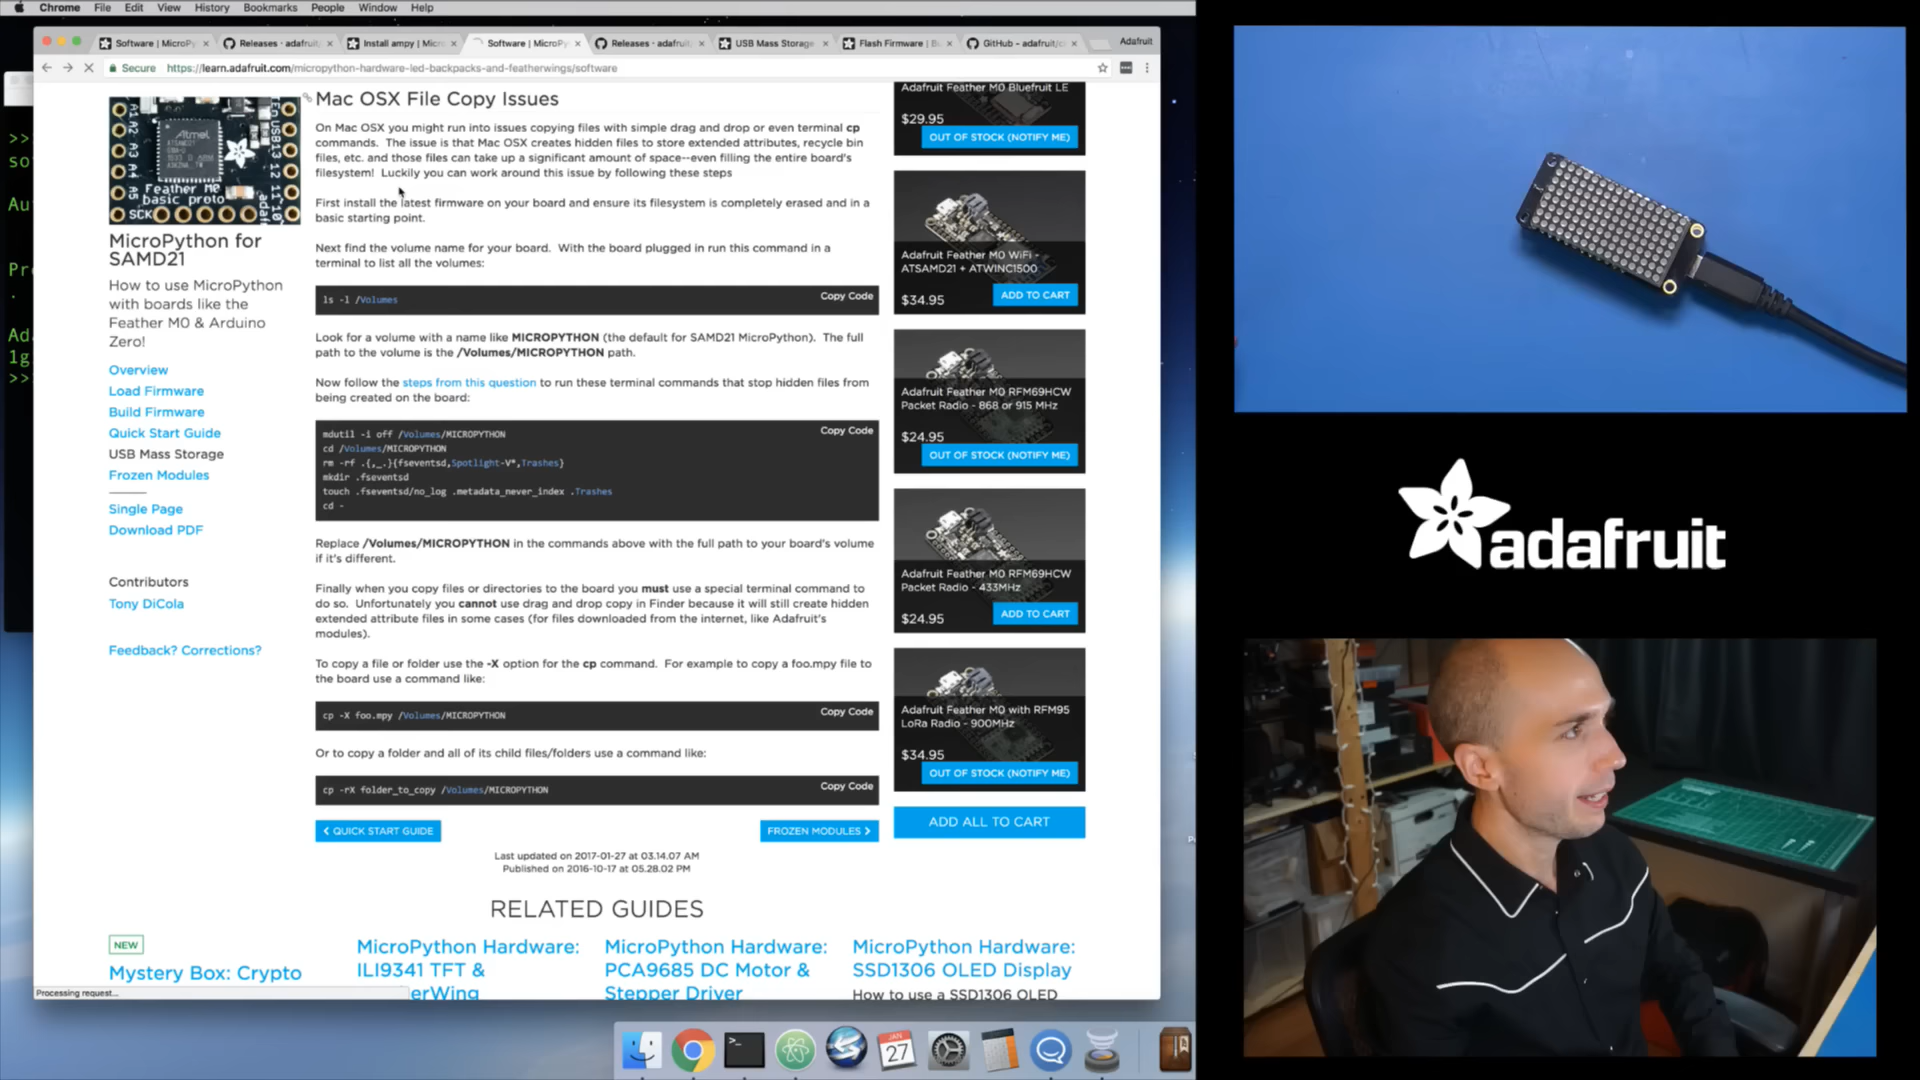 Chrome File Edit View History Bookmarks People Window Help
Software | MicroPy
Releases · adafruit/
Install ampy | Micro
Software | MicroPy
Releases · adafruit
USB Mass Storage
Flash Firmware | B
GitHub - adafruit/c
Adafruit
Secure https://learn.adafruit.com/micropython-hardware-led-backpacks-and-featherwings/software
>>
so
Au
Pr
.
Ad
lg
>>
Atmel
Feather M0
basic proto
A1 A2 A3 A4 A5
SCK
USB 13 12 11 10
MicroPython for
SAMD21
How to use MicroPython
with boards like the
Feather M0 & Arduino
Zero!
Overview
Load Firmware
Build Firmware
Quick Start Guide
USB Mass Storage
Frozen Modules
Single Page
Download PDF
Contributors
Tony DiCola
Feedback? Corrections?
Mac OSX File Copy Issues
On Mac OSX you might run into issues copying files with simple drag and drop or even terminal cp
commands. The issue is that Mac OSX creates hidden files to store extended attributes, recycle bin
files, etc. and those files can take up a significant amount of space--even filling the entire board's
filesystem! Luckily you can work around this issue by following these steps
First install the latest firmware on your board and ensure its filesystem is completely erased and in a
basic starting point.
Next find the volume name for your board. With the board plugged in run this command in a
terminal to list all the volumes:
ls -l /Volumes
Copy Code
Look for a volume with a name like MICROPYTHON (the default for SAMD21 MicroPython). The full
path to the volume is the /Volumes/MICROPYTHON path.
Now follow the steps from this question to run these terminal commands that stop hidden files from
being created on the board:
Copy Code
mdutil -i off /Volumes/MICROPYTHON
cd /Volumes/MICROPYTHON
rm -rf .{,_.}{fseventsd,Spotlight-V*,Trashes}
mkdir .fseventsd
touch .fseventsd/no_log .metadata_never_index .Trashes
cd -
Replace /Volumes/MICROPYTHON in the commands above with the full path to your board's volume
if it's different.
Finally when you copy files or directories to the board you must use a special terminal command to
do so. Unfortunately you cannot use drag and drop copy in Finder because it will still create hidden
extended attribute files in some cases (for files downloaded from the internet, like Adafruit's
modules).
To copy a file or folder use the -X option for the cp command. For example to copy a foo.mpy file to
the board use a command like:
cp -X foo.mpy /Volumes/MICROPYTHON
Copy Code
Or to copy a folder and all of its child files/folders use a command like:
cp -rX folder_to_copy /Volumes/MICROPYTHON
Copy Code
QUICK START GUIDE
FROZEN MODULES
Last updated on 2017-01-27 at 03.14.07 AM
Published on 2016-10-17 at 05.28.02 PM
Adafruit Feather M0 Bluefruit LE
$29.95
OUT OF STOCK (NOTIFY ME)
Adafruit Feather M0 WiFi -
ATSAMD21 + ATWINC1500
$34.95
ADD TO CART
Adafruit Feather M0 RFM69HCW
Packet Radio - 868 or 915 MHz
$24.95
OUT OF STOCK (NOTIFY ME)
Adafruit Feather M0 RFM69HCW
Packet Radio - 433MHz
$24.95
ADD TO CART
Adafruit Feather M0 with RFM95
LoRa Radio - 900MHz
$34.95
OUT OF STOCK (NOTIFY ME)
ADD ALL TO CART
RELATED GUIDES
NEW
Mystery Box: Crypto
MicroPython Hardware:
ILI9341 TFT &
erWing
MicroPython Hardware:
PCA9685 DC Motor &
Stepper Driver
MicroPython Hardware:
SSD1306 OLED Display
How to use a SSD1306 OLED
Processing request...
JAN
27
adafruit